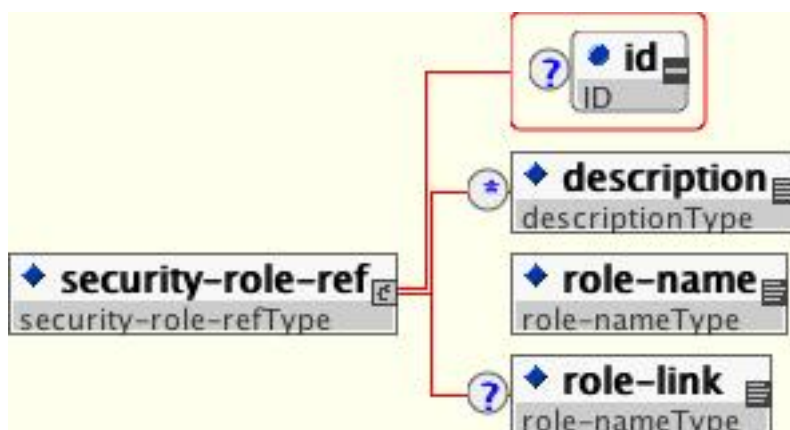 ?
id
ID
*
description
descriptionType
security-role-ref
security-role-refType
role-name
role-nameType
?
role-link
role-nameType